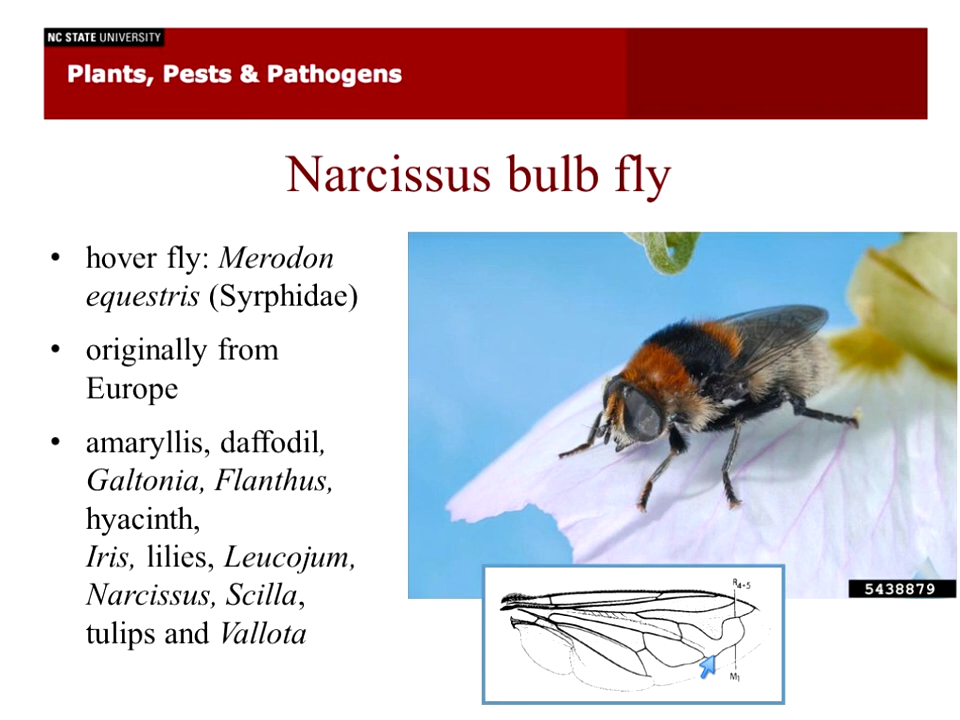 NC STATE UNIVERSITY
Plants, Pests & Pathogens
Narcissus bulb fly
• hover fly: Merodon
equestris (Syrphidae)
• originally from
Europe
• amaryllis, daffodil,
Galtonia, Flanthus,
hyacinth,
Iris, lilies, Leucojum,
Narcissus, Scilla,
tulips and Vallota
5438879
R4+5
M1